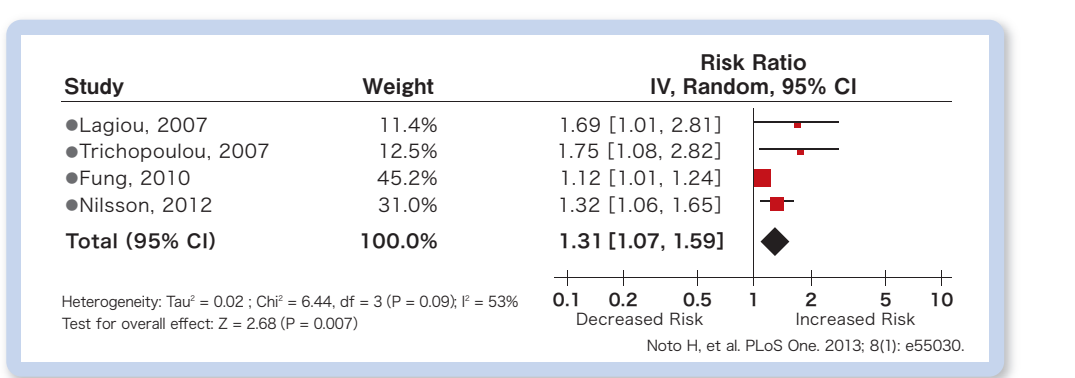 Risk Ratio
Study Weight IV, Random, 95% CI
●Lagiou, 2007 11.4% 1.69 [1.01, 2.81]
●Trichopoulou, 2007 12.5% 1.75 [1.08, 2.82]
●Fung, 2010 45.2% 1.12 [1.01, 1.24]
●Nilsson, 2012 31.0% 1.32 [1.06, 1.65]
Total (95% CI) 100.0% 1.31 [1.07, 1.59]
Heterogeneity: Tau² = 0.02 ; Chi² = 6.44, df = 3 (P = 0.09); I² = 53%
Test for overall effect: Z = 2.68 (P = 0.007)
0.1 0.2 0.5 1 2 5 10
Decreased Risk Increased Risk
Noto H, et al. PLoS One. 2013; 8(1): e55030.